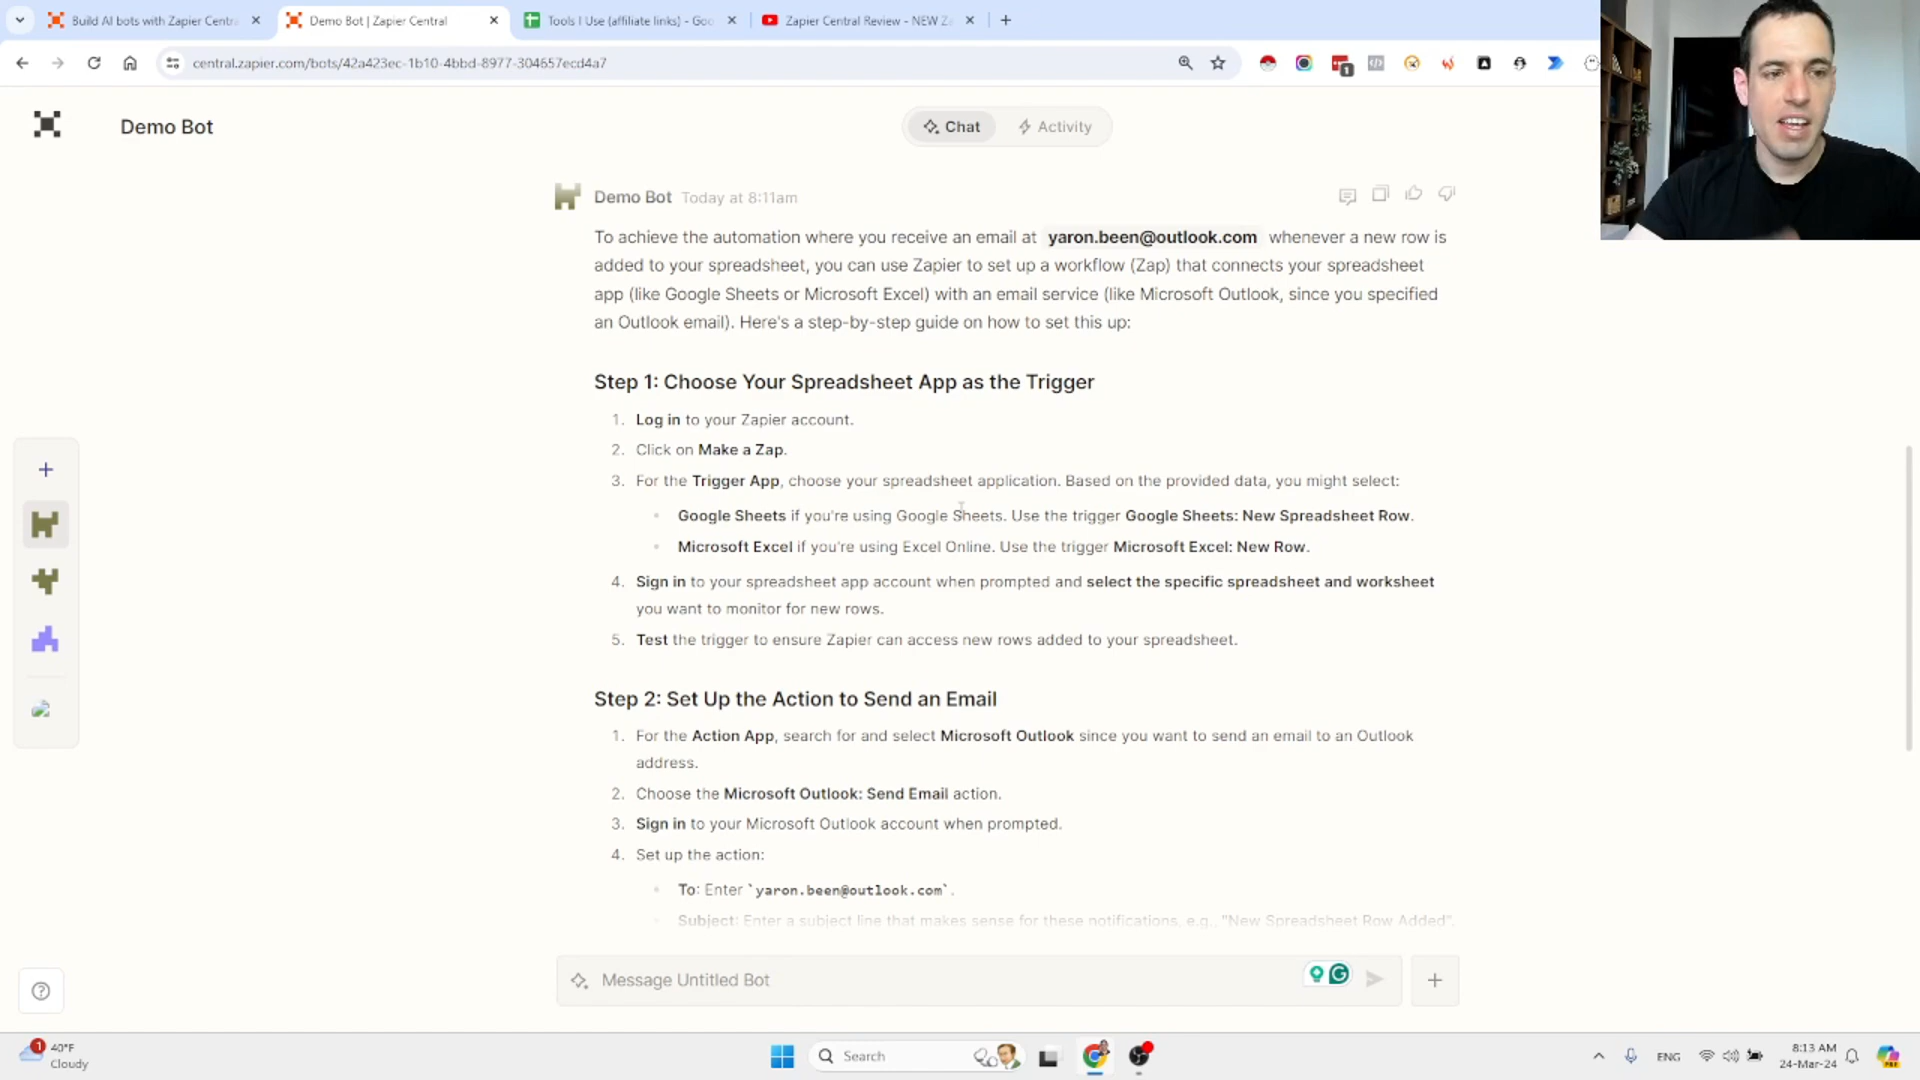 Build AI bots with Zapier Centra
Demo Bot | Zapier Central
Tools I Use (affiliate links) - Goo
Zapier Central Review - NEW Za
central.zapier.com/bots/42a423ec-1b10-4bbd-8977-304657ecd4a7
1
Demo Bot
Chat
Activity
Demo Bot Today at 8:11am
To achieve the automation where you receive an email at yaron.been@outlook.com whenever a new row is
added to your spreadsheet, you can use Zapier to set up a workflow (Zap) that connects your spreadsheet
app (like Google Sheets or Microsoft Excel) with an email service (like Microsoft Outlook, since you specified
an Outlook email). Here's a step-by-step guide on how to set this up:
Step 1: Choose Your Spreadsheet App as the Trigger
1. Log in to your Zapier account.
2. Click on Make a Zap.
3. For the Trigger App, choose your spreadsheet application. Based on the provided data, you might select:
Google Sheets if you're using Google Sheets. Use the trigger Google Sheets: New Spreadsheet Row.
Microsoft Excel if you're using Excel Online. Use the trigger Microsoft Excel: New Row.
4. Sign in to your spreadsheet app account when prompted and select the specific spreadsheet and worksheet
you want to monitor for new rows.
5. Test the trigger to ensure Zapier can access new rows added to your spreadsheet.
Step 2: Set Up the Action to Send an Email
1. For the Action App, search for and select Microsoft Outlook since you want to send an email to an Outlook
address.
2. Choose the Microsoft Outlook: Send Email action.
3. Sign in to your Microsoft Outlook account when prompted.
4. Set up the action:
To: Enter `yaron.been@outlook.com`.
Subject: Enter a subject line that makes sense for these notifications, e.g., "New Spreadsheet Row Added".
Message Untitled Bot
1
40°F
Cloudy
Search
ENG
8:13 AM
24-Mar-24